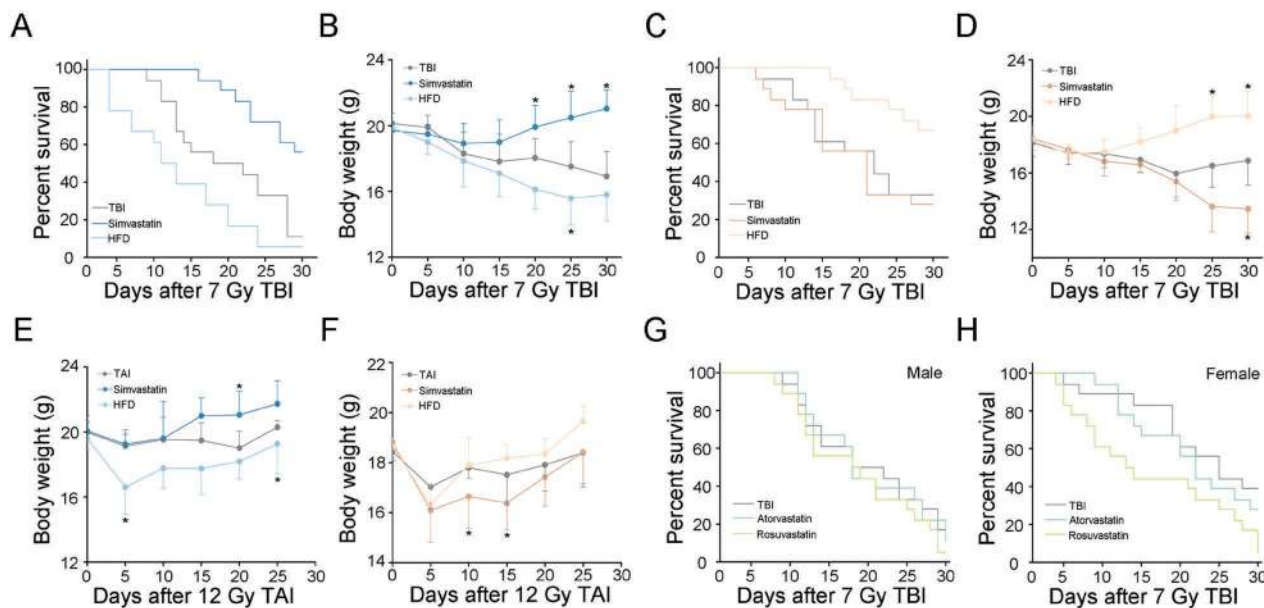 A
Percent survival
100
80
60
40
20
0
0 5 10 15 20 25 30
TBI
Simvastatin
HFD
Days after 7 Gy TBI
B
Body weight (g)
24
20
16
12
0 5 10 15 20 25 30
TBI
Simvastatin
HFD
* * *
*
Days after 7 Gy TBI
C
Percent survival
100
80
60
40
20
0
0 5 10 15 20 25 30
TBI
Simvastatin
HFD
Days after 7 Gy TBI
D
Body weight (g)
24
20
16
12
0 5 10 15 20 25 30
TBI
Simvastatin
HFD
* *
*
Days after 7 Gy TBI
E
Body weight (g)
24
20
16
12
0 5 10 15 20 25 30
TAI
Simvastatin
HFD
*
* *
Days after 12 Gy TAI
F
Body weight (g)
22
20
18
16
14
0 5 10 15 20 25 30
TAI
Simvastatin
HFD
* *
Days after 12 Gy TAI
G
Male
Percent survival
100
80
60
40
20
0
0 5 10 15 20 25 30
TBI
Atorvastatin
Rosuvastatin
Days after 7 Gy TBI
H
Female
Percent survival
100
80
60
40
20
0
0 5 10 15 20 25 30
TBI
Atorvastatin
Rosuvastatin
Days after 7 Gy TBI